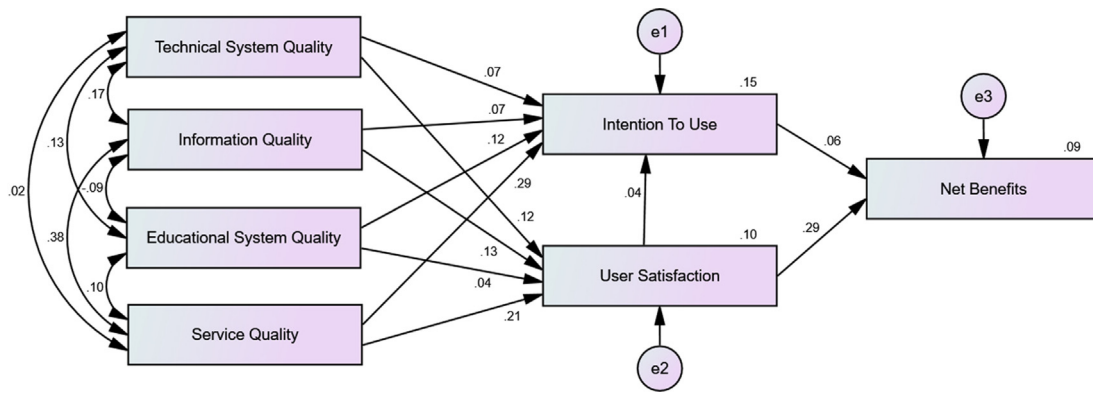 e1
Technical System Quality
.15
.07
e3
.17
.07
Information Quality
Intention To Use
.12
.06
.09
.13
-.09
.29
Net Benefits
.02
.04
.12
.38
Educational System Quality
.10
.29
.13
User Satisfaction
.04
.10
.21
Service Quality
e2